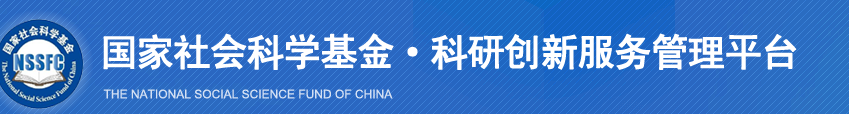 国家社会科学基金
NSSFC
The National Social Science Fund of China
国家社会科学基金·科研创新服务管理平台
THE NATIONAL SOCIAL SCIENCE FUND OF CHINA